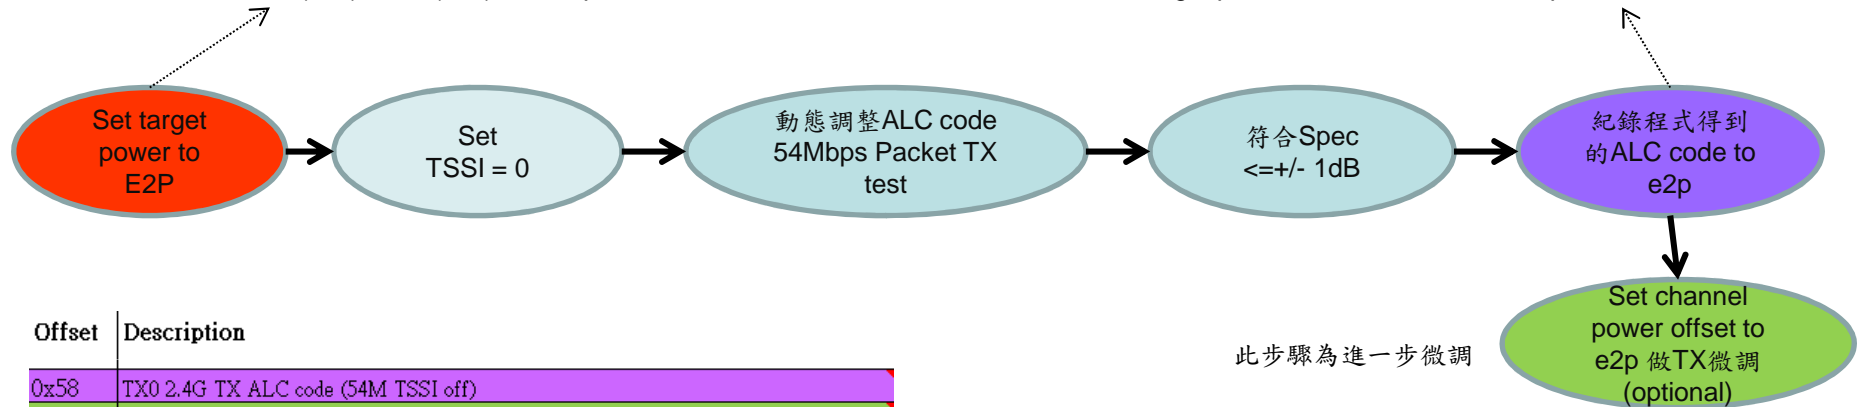 Set target
power to
E2P
Set
TSSI = 0
動態調整ALC code
54Mbps Packet TX
test
符合Spec
<=+/- 1dB
紀錄程式得到
的ALC code to
e2p
Set channel
power offset to
e2p 做TX微調
(optional)
此步驟為進一步微調
Offset Description
0x58 TX0 2.4G TX ALC code (54M TSSI off)